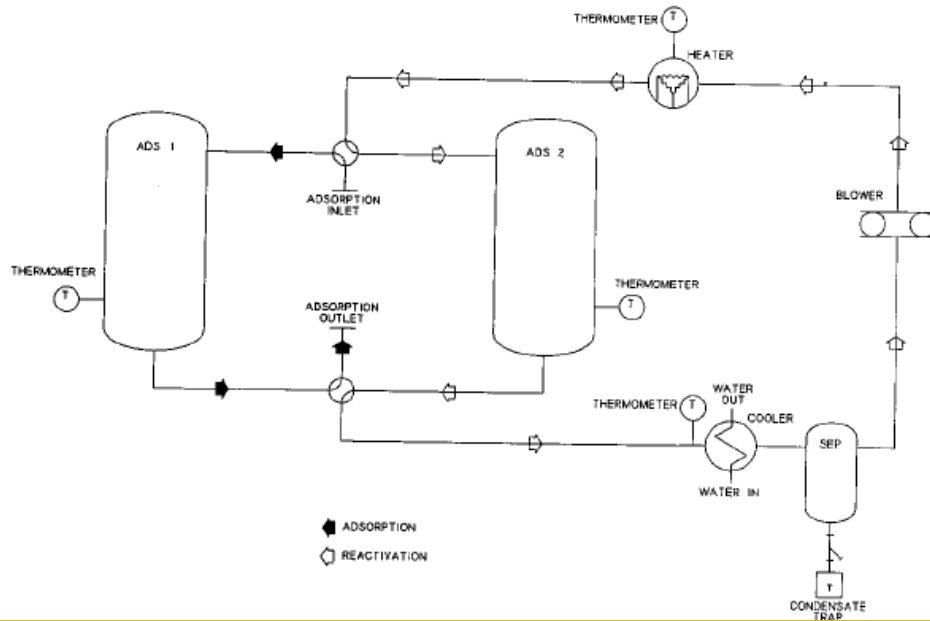 THERMOMETER
T
HEATER
ADS 1
ADS 2
ADSORPTION
INLET
BLOWER
THERMOMETER
T
ADSORPTION
OUTLET
THERMOMETER
T
WATER
OUT
THERMOMETER
T
COOLER
SEP
WATER IN
ADSORPTION
REACTIVATION
T
CONDENSATE
TRAP